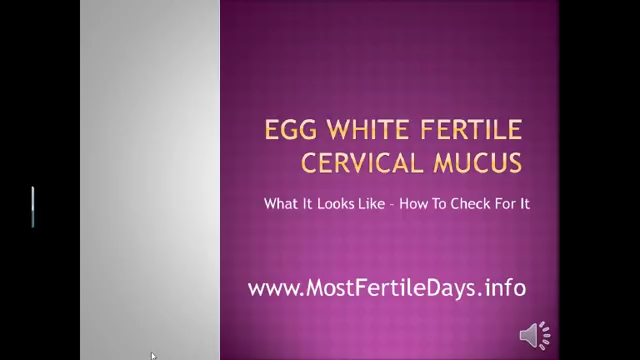 EGG WHITE FERTILE
CERVICAL MUCUS
What It Looks Like – How To Check For It
www.MostFertileDays.info